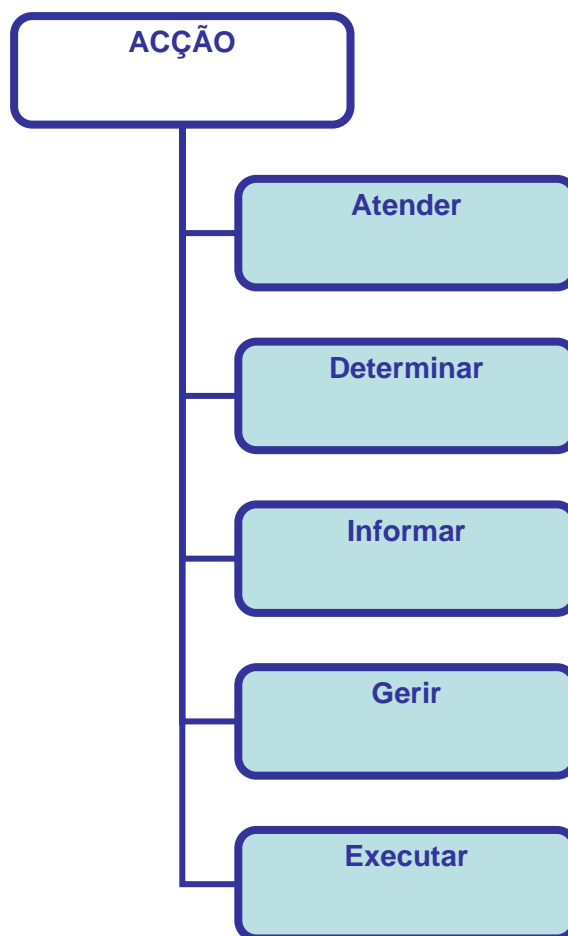 ACÇÃO
Atender
Determinar
Informar
Gerir
Executar